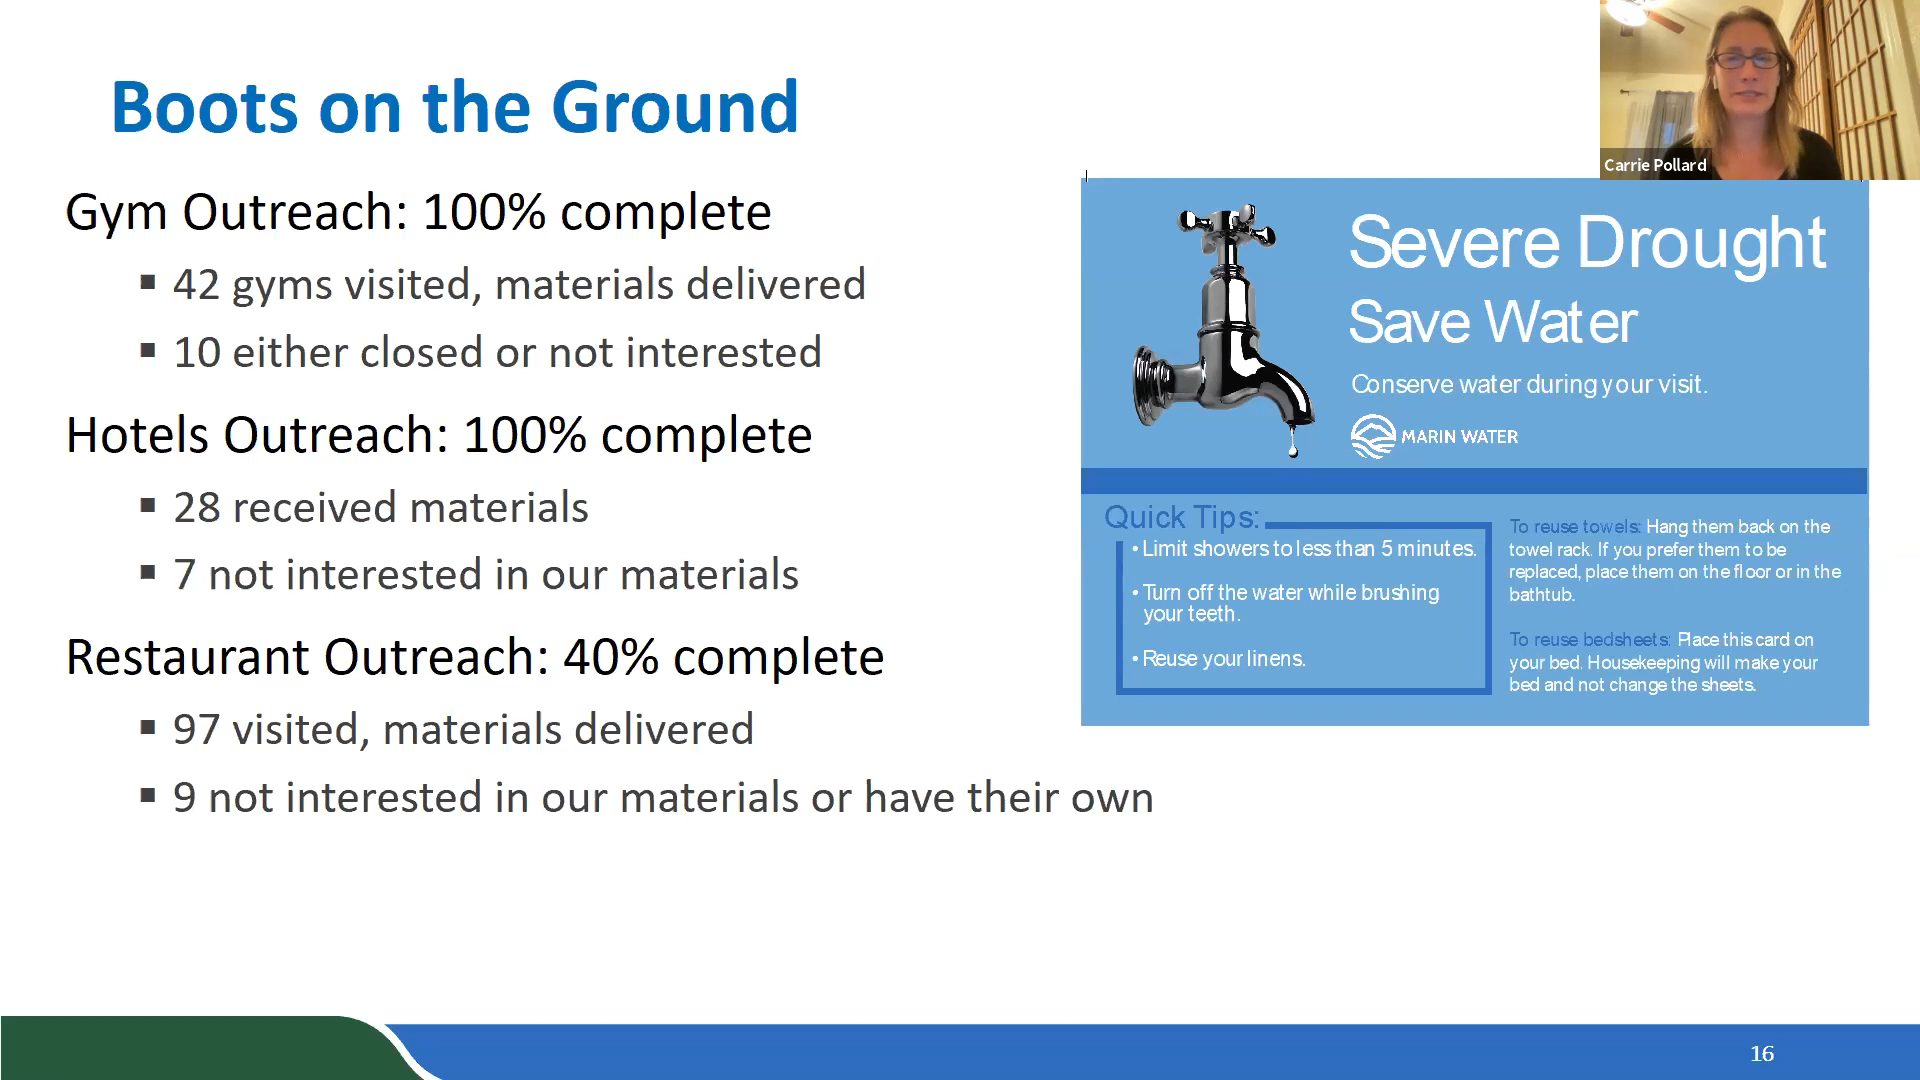 Boots on the Ground
Gym Outreach: 100% complete
▪ 42 gyms visited, materials delivered
▪ 10 either closed or not interested
Hotels Outreach: 100% complete
▪ 28 received materials
▪ 7 not interested in our materials
Restaurant Outreach: 40% complete
▪ 97 visited, materials delivered
▪ 9 not interested in our materials or have their own
Carrie Pollard
Severe Drought
Save Water
Conserve water during your visit.
MARIN WATER
Quick Tips:
• Limit showers to less than 5 minutes.
• Turn off the water while brushing
your teeth.
• Reuse your linens.
To reuse towels: Hang them back on the
towel rack. If you prefer them to be
replaced, place them on the floor or in the
bathtub.
To reuse bedsheets: Place this card on
your bed. Housekeeping will make your
bed and not change the sheets.
16